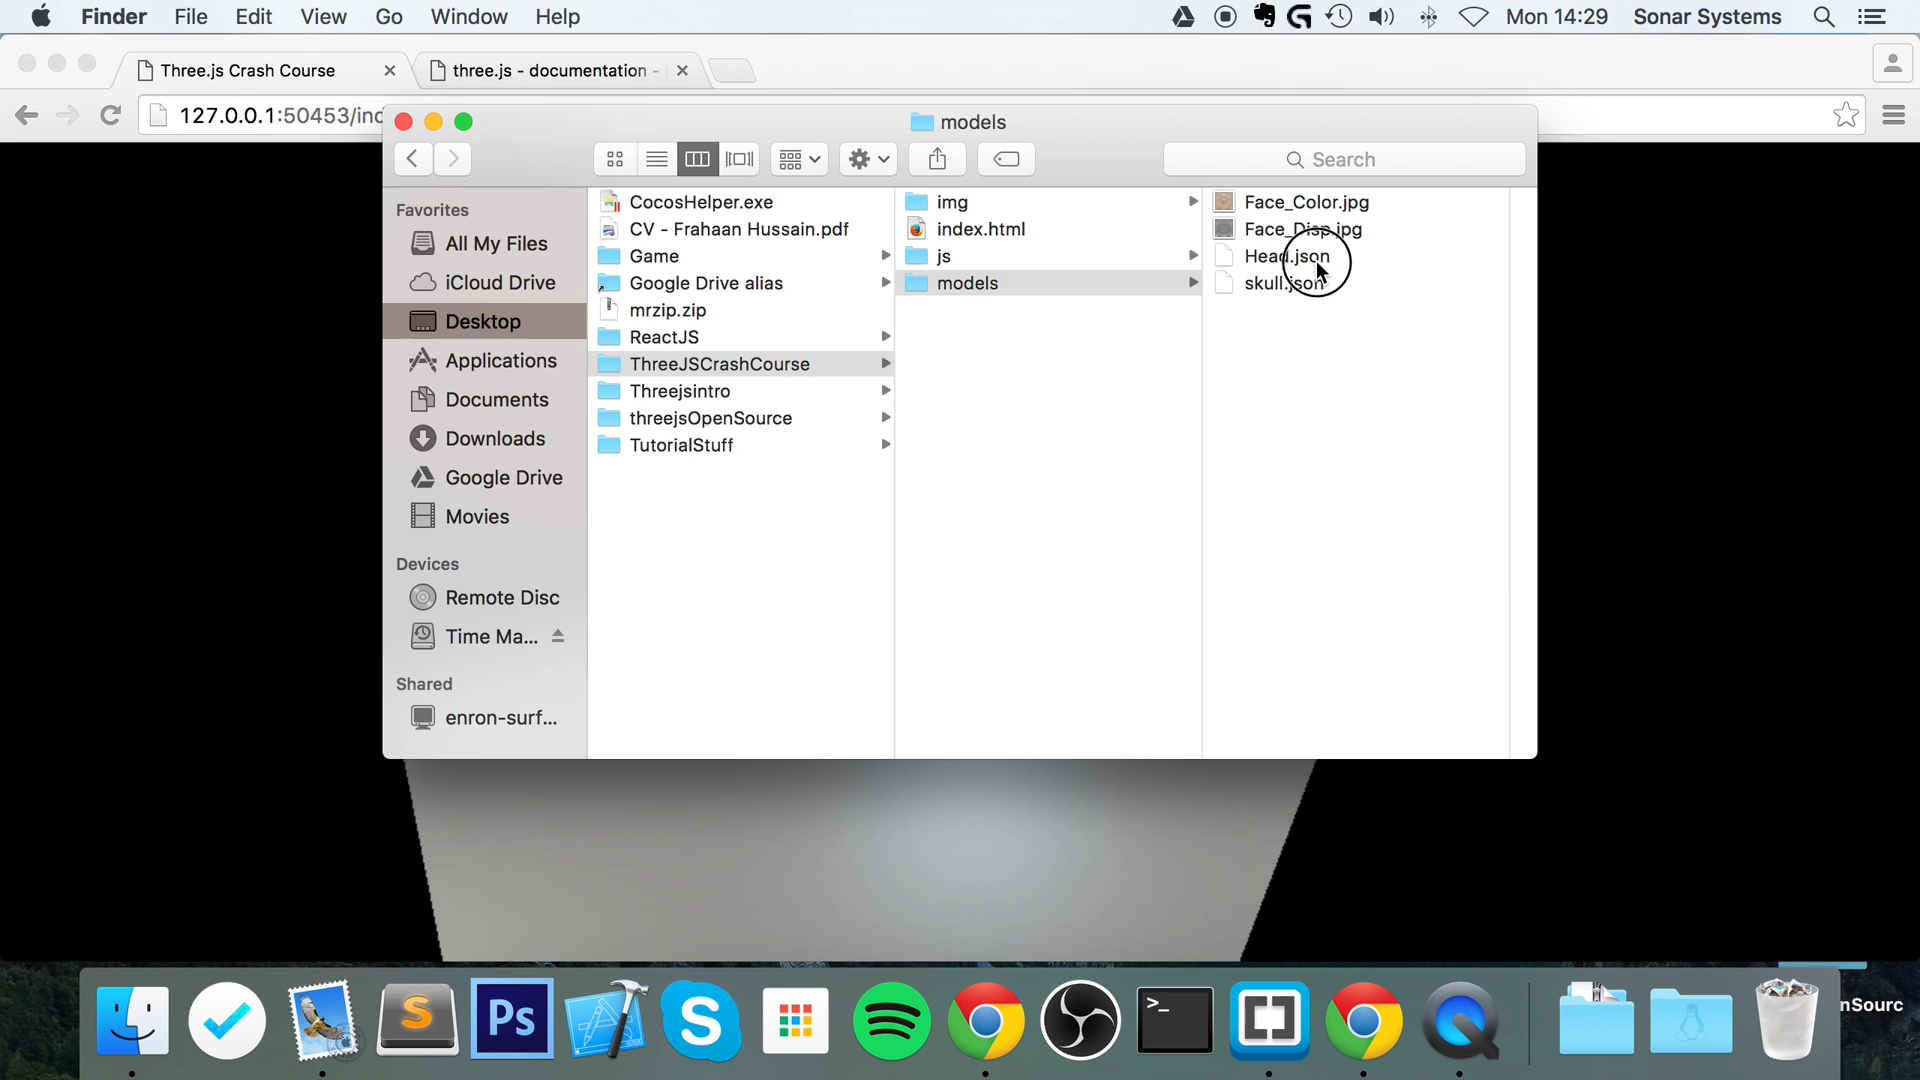 Finder File Edit View Go Window Help Mon 14:29 Sonar Systems
Three.js Crash Course three.js - documentation -
127.0.0.1:50453/inc
models
Search
Favorites
All My Files
iCloud Drive
Desktop
Applications
Documents
Downloads
Google Drive
Movies
Devices
Remote Disc
Time Ma...
Shared
enron-surf...
CocosHelper.exe
CV - Frahaan Hussain.pdf
Game
Google Drive alias
mrzip.zip
ReactJS
ThreeJSCrashCourse
Threejsintro
threejsOpenSource
TutorialStuff
img
index.html
js
models
Face_Color.jpg
Face_Disp.jpg
Head.json
skull.json
S
Ps
S
>_
nSourc